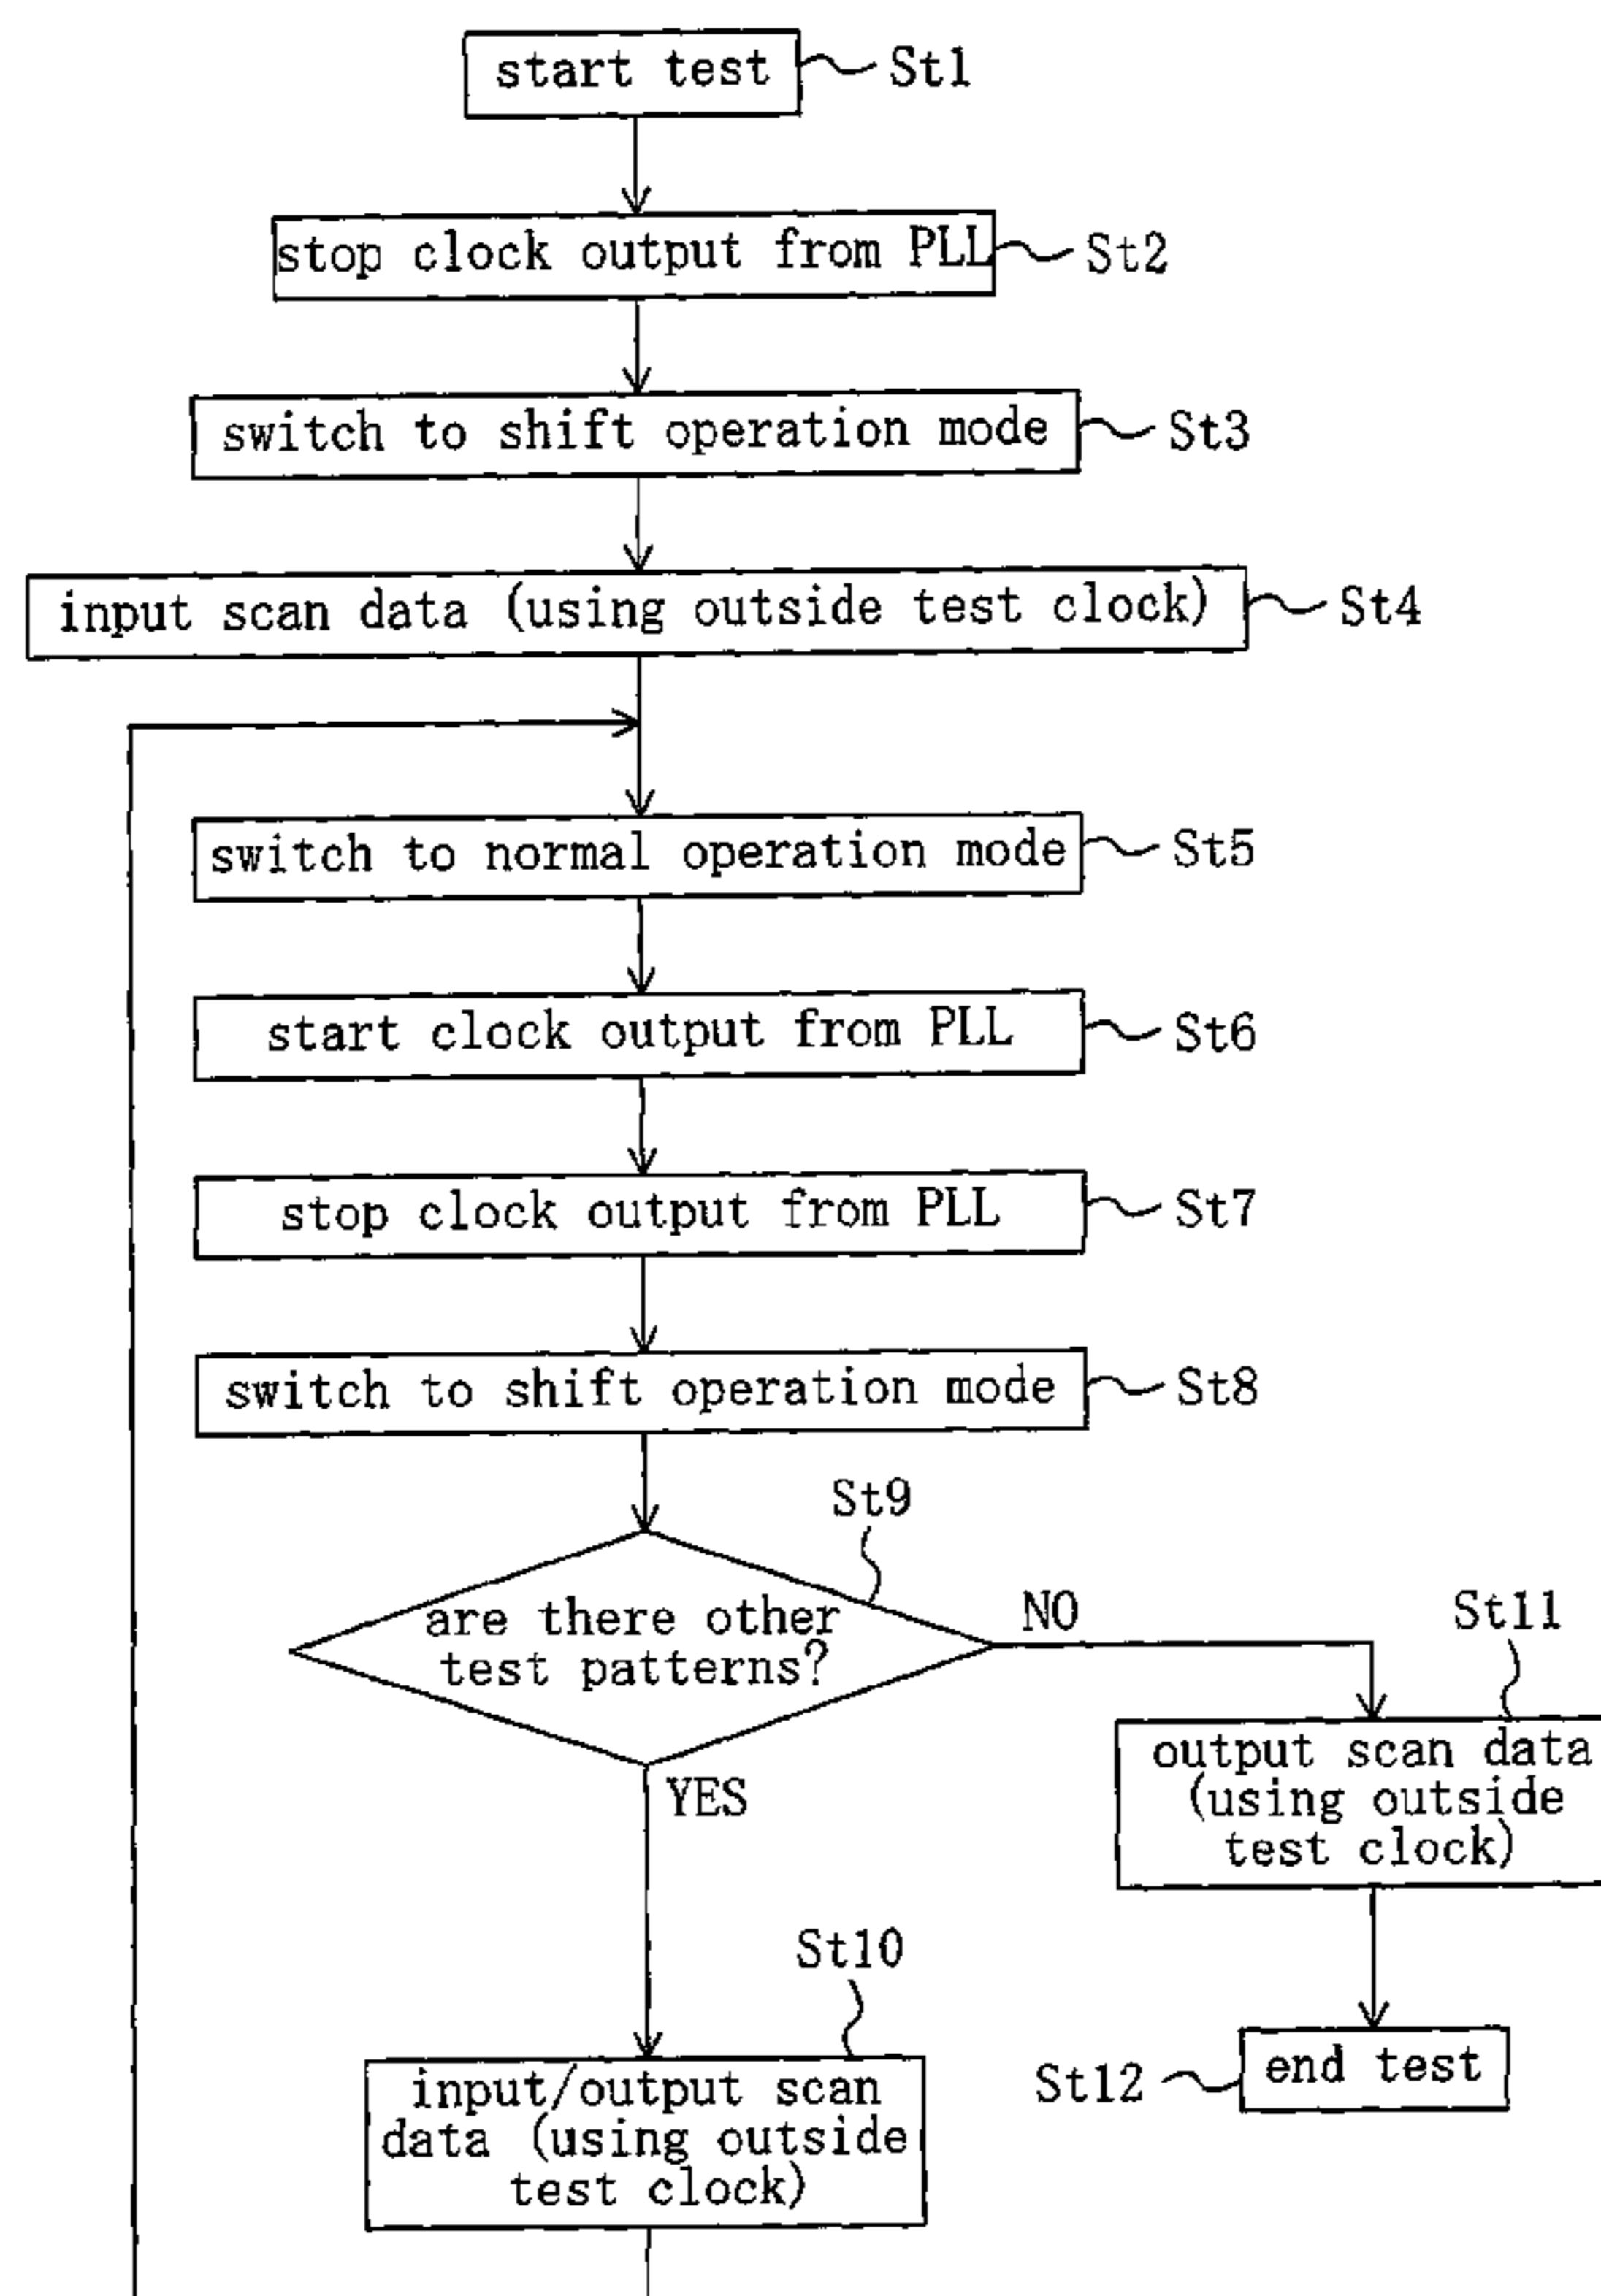 start test
St1
stop clock output from PLL
St2
switch to shift operation mode
St3
input scan data (using outside test clock)
St4
switch to normal operation mode
St5
start clock output from PLL
St6
stop clock output from PLL
St7
switch to shift operation mode
St8
St9
are there other
test patterns?
NO
YES
St11
output scan data
(using outside
test clock)
St10
input/output scan
data (using outside
test clock)
St12
end test